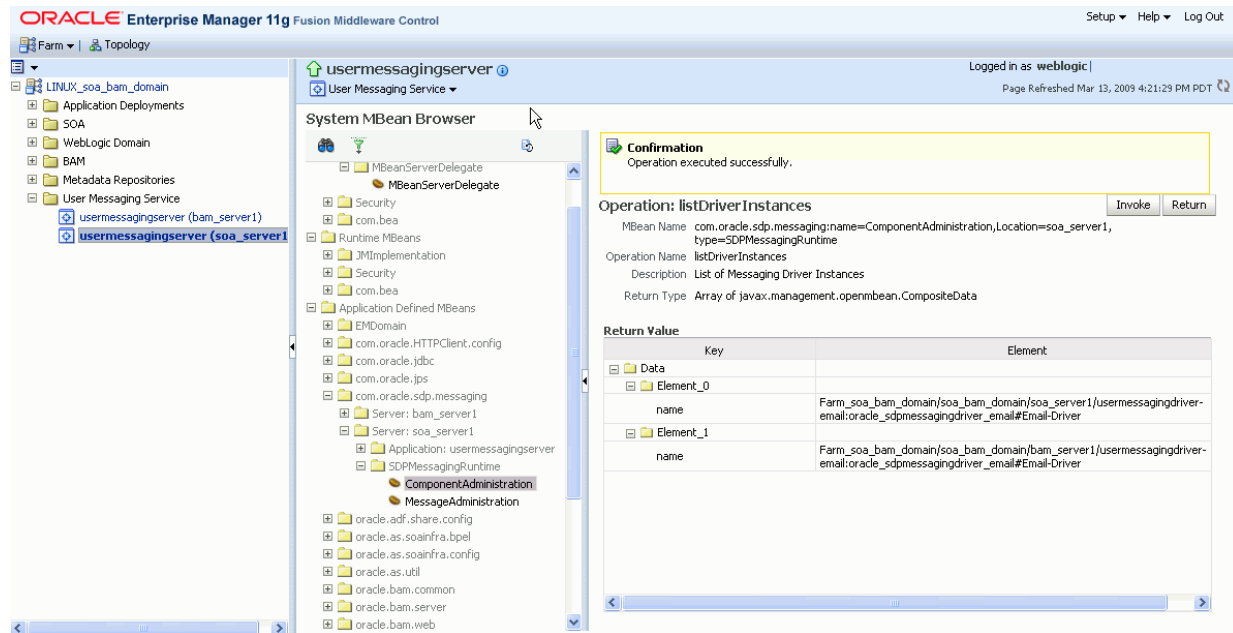 ORACLE Enterprise Manager 11g Fusion Middleware Control
Setup Help Log Out
Farm | Topology
LINUX_soa_bam_domain
Application Deployments
SOA
WebLogic Domain
BAM
Metadata Repositories
User Messaging Service
usermessagingserver (bam_server1)
usermessagingserver (soa_server1
usermessagingserver
User Messaging Service
Logged in as weblogic|
Page Refreshed Mar 13, 2009 4:21:29 PM PDT
System MBean Browser
MBeanServerDelegate
MBeanServerDelegate
Security
com.bea
Runtime MBeans
JMImplementation
Security
com.bea
Application Defined MBeans
EMDomain
com.oracle.HTTPClient.config
com.oracle.jdbc
com.oracle.jps
com.oracle.sdp.messaging
Server: bam_server1
Server: soa_server1
Application: usermessagingserver
SDPMessagingRuntime
ComponentAdministration
MessageAdministration
oracle.adf.share.config
oracle.as.soainfra.bpel
oracle.as.soainfra.config
oracle.as.util
oracle.bam.common
oracle.bam.server
oracle.bam.web
Confirmation
Operation executed successfully.
Operation: listDriverInstances
Invoke Return
MBean Name com.oracle.sdp.messaging:name=ComponentAdministration,Location=soa_server1,
type=SDPMessagingRuntime
Operation Name listDriverInstances
Description List of Messaging Driver Instances
Return Type Array of javax.management.openmbean.CompositeData
Return Value
Key Element
Data
Element_0
name Farm_soa_bam_domain/soa_bam_domain/soa_server1/usermessagingdriver-
email:oracle_sdpmessagingdriver_email#Email-Driver
Element_1
name Farm_soa_bam_domain/soa_bam_domain/bam_server1/usermessagingdriver-
email:oracle_sdpmessagingdriver_email#Email-Driver